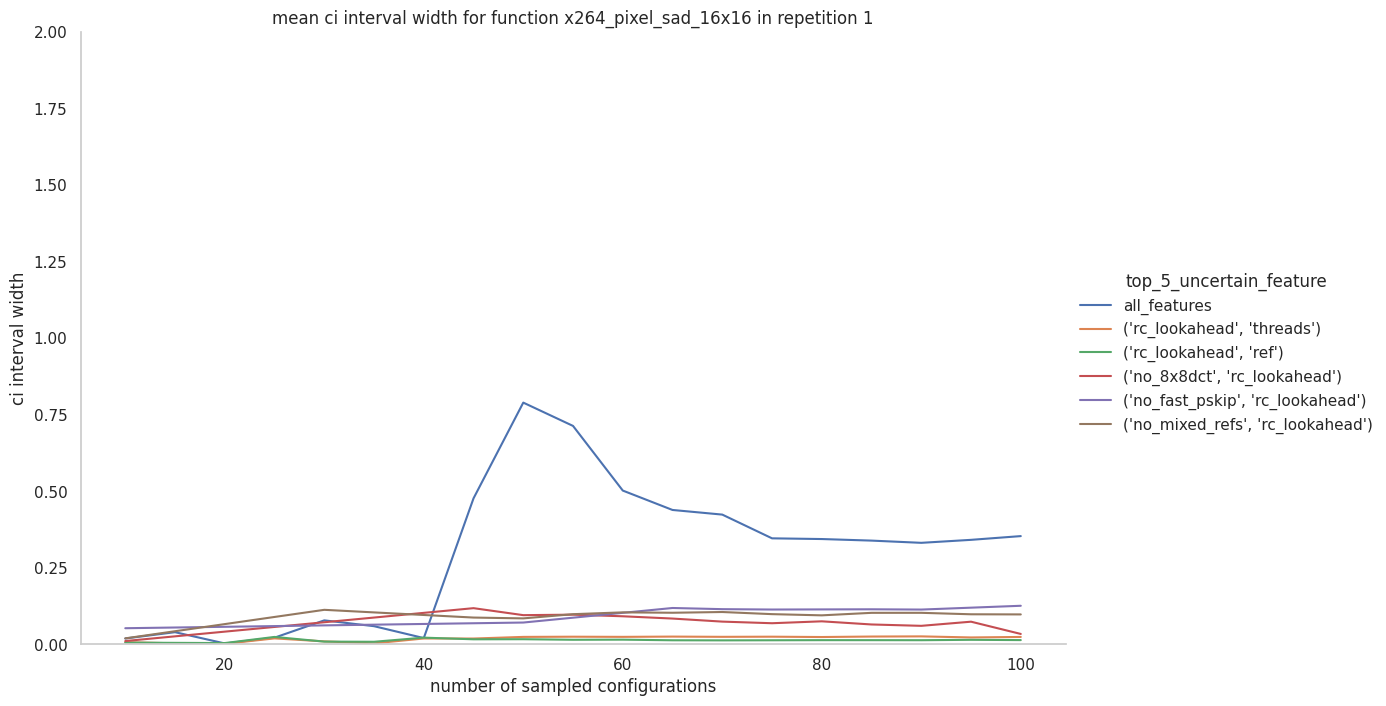 mean ci interval width for function x264_pixel_sad_16x16 in repetition 1
2.00
1.75
1.50
1.25
1.00
0.75
0.50
0.25
0.00
ci interval width
20
40
60
80
100
number of sampled configurations
top_5_uncertain_feature
all_features
('rc_lookahead', 'threads')
('rc_lookahead', 'ref')
('no_8x8dct', 'rc_lookahead')
('no_fast_pskip', 'rc_lookahead')
('no_mixed_refs', 'rc_lookahead')